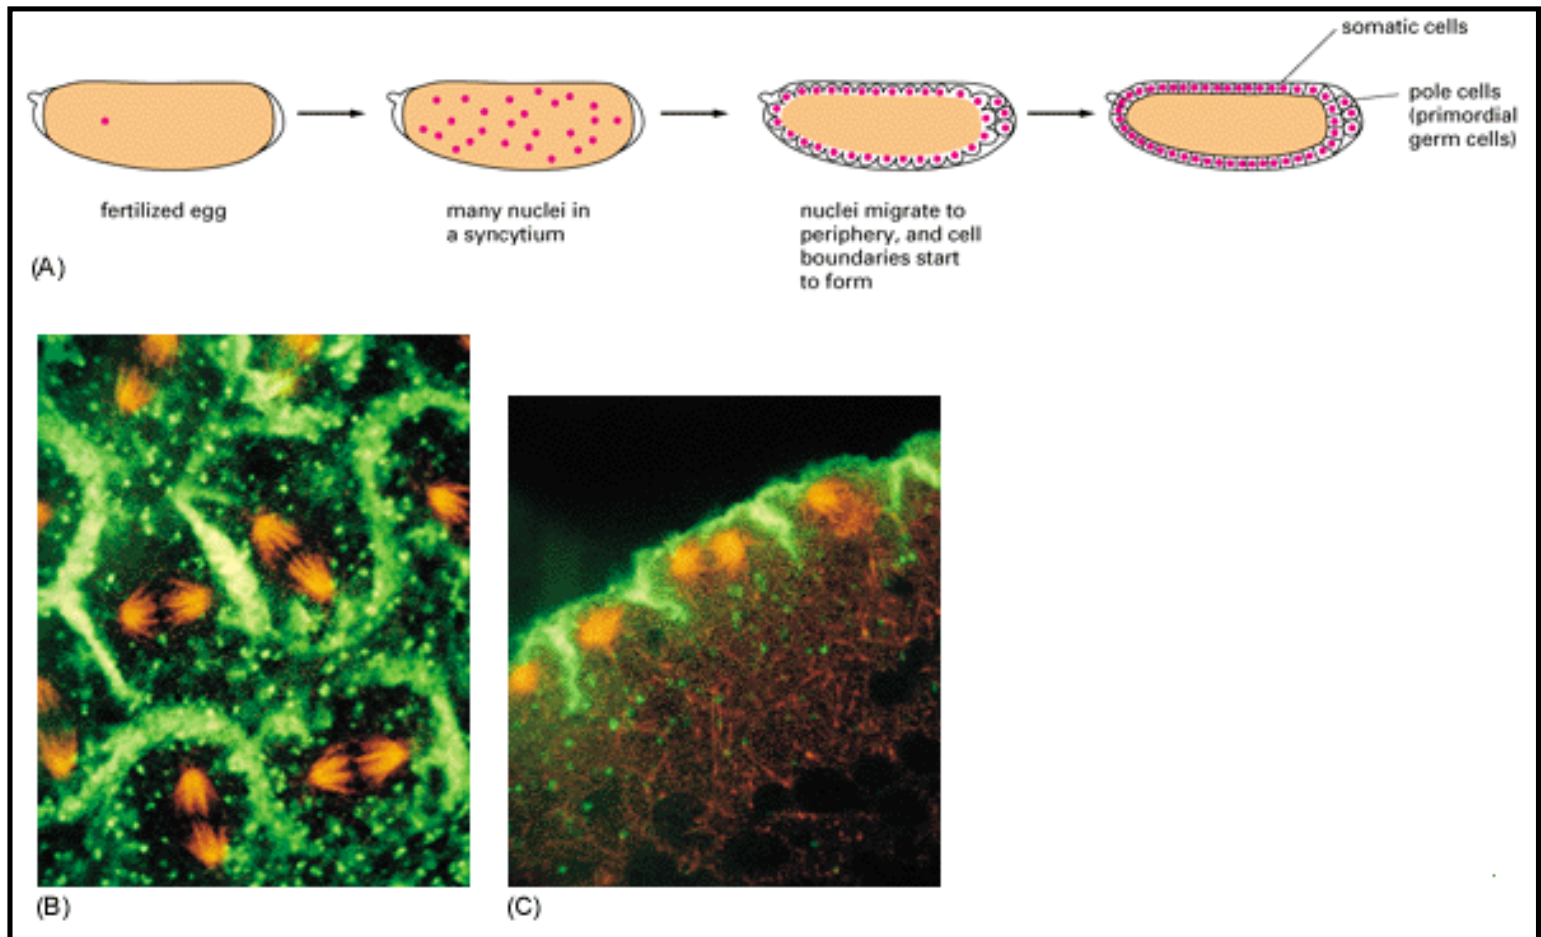 somatic cells
pole cells
(primordial
germ cells)
fertilized egg
many nuclei in
a syncytium
nuclei migrate to
periphery, and cell
boundaries start
to form
(A)
(B)
(C)